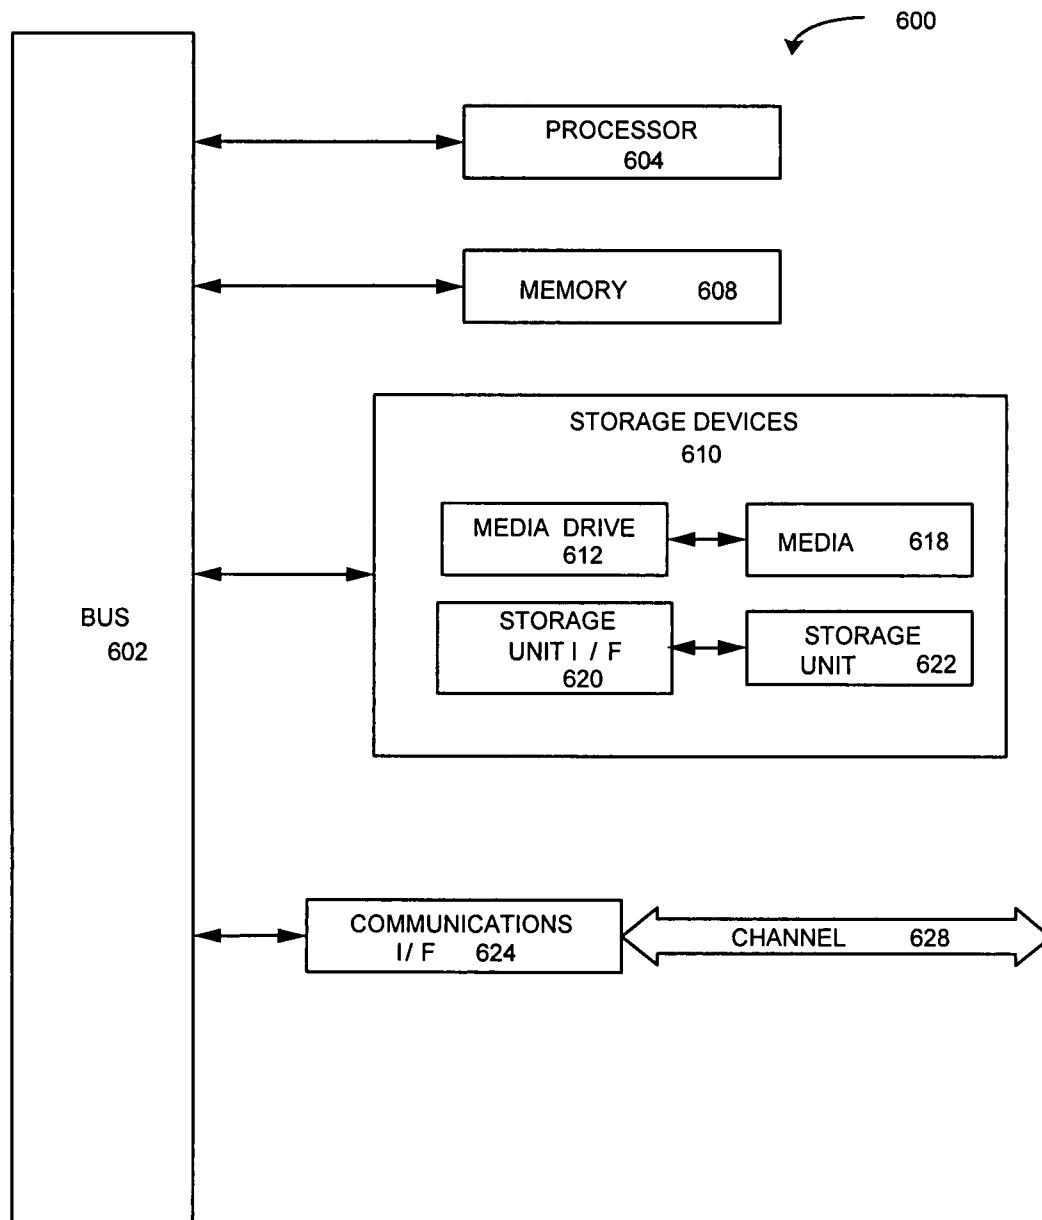 600
PROCESSOR
604
MEMORY 608
STORAGE DEVICES
610
MEDIA DRIVE
612
MEDIA 618
STORAGE
UNIT I / F
620
STORAGE
UNIT 622
BUS
602
COMMUNICATIONS
I / F 624
CHANNEL 628